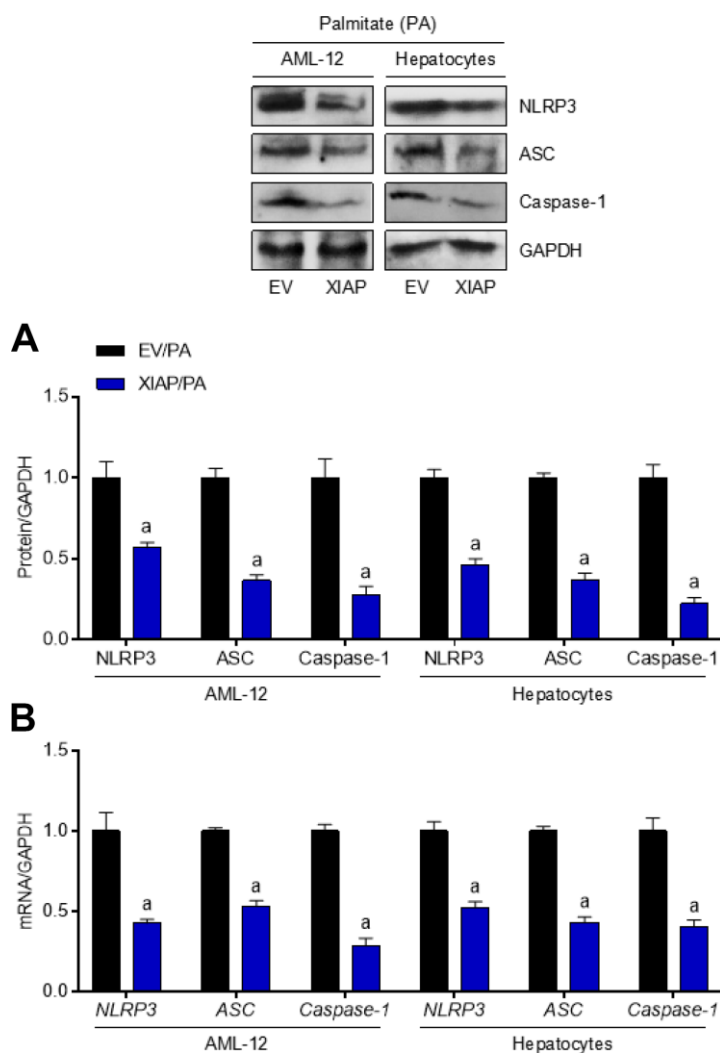 Palmitate (PA)
AML-12 Hepatocytes
NLRP3
ASC
Caspase-1
GAPDH
EV XIAP EV XIAP
A
EV/PA
XIAP/PA
Protein/GAPDH
1.5
1.0
0.5
0.0
a a a a a a
NLRP3 ASC Caspase-1 NLRP3 ASC Caspase-1
AML-12 Hepatocytes
B
mRNA/GAPDH
1.5
1.0
0.5
0.0
a a a a a a
NLRP3 ASC Caspase-1 NLRP3 ASC Caspase-1
AML-12 Hepatocytes